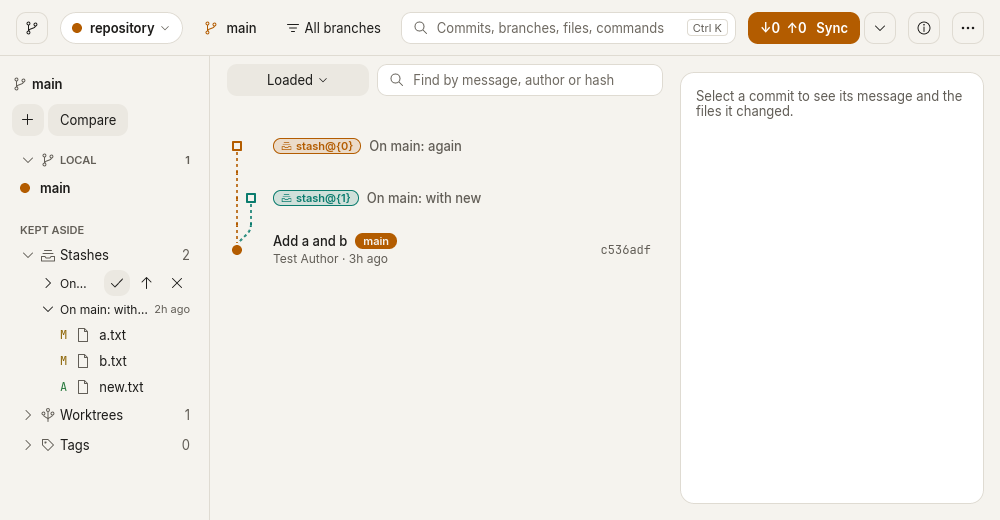 repository
main
All branches
Commits, branches, files, commands
Ctrl K
↓0 ↑0 Sync
main
Compare
LOCAL 1
main
KEPT ASIDE
Stashes 2
On...
On main: with... 2h ago
M a.txt
M b.txt
A new.txt
Worktrees 1
Tags 0
Loaded
Find by message, author or hash
stash@{0} On main: again
stash@{1} On main: with new
Add a and b main
Test Author · 3h ago
c536adf
Select a commit to see its message and the
files it changed.